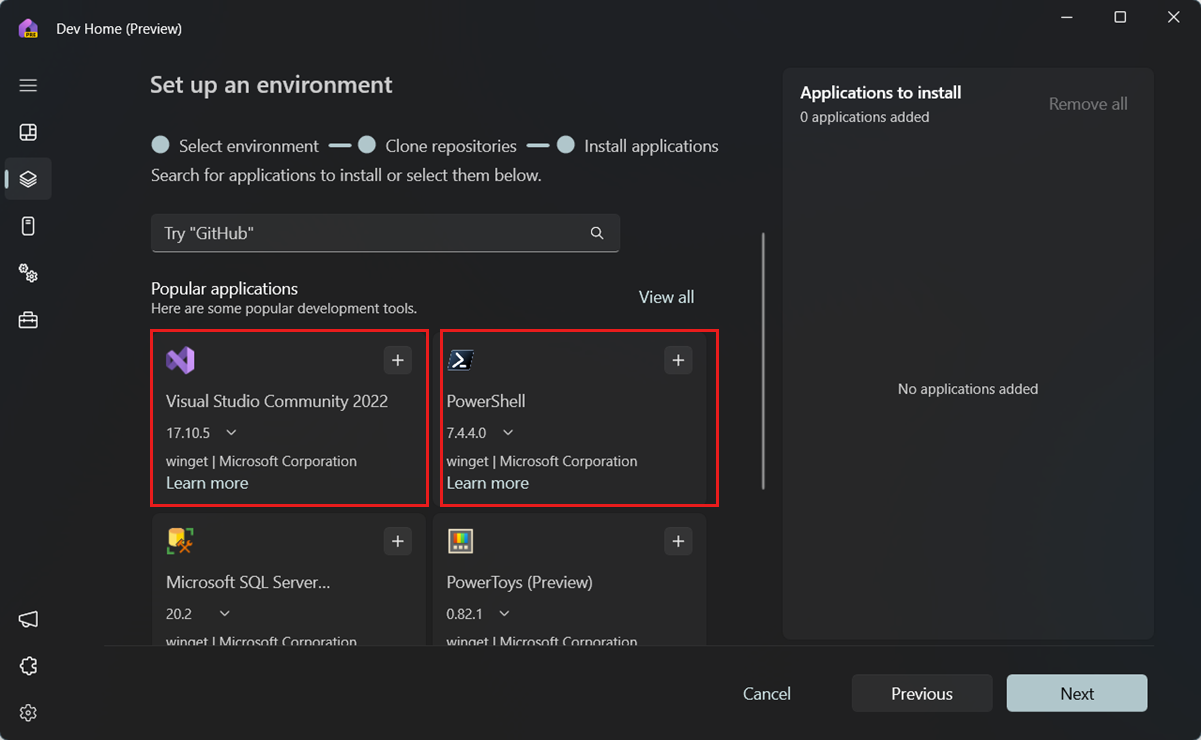 Dev Home (Preview)
Set up an environment
Select environment
Clone repositories
Install applications
Search for applications to install or select them below.
Try "GitHub"
Popular applications
Here are some popular development tools.
View all
Visual Studio Community 2022
17.10.5
winget | Microsoft Corporation
Learn more
PowerShell
7.4.4.0
winget | Microsoft Corporation
Learn more
Microsoft SQL Server...
20.2
winget | Microsoft Corporation
PowerToys (Preview)
0.82.1
winget | Microsoft Corporation
Applications to install
0 applications added
Remove all
No applications added
Cancel
Previous
Next
PRE